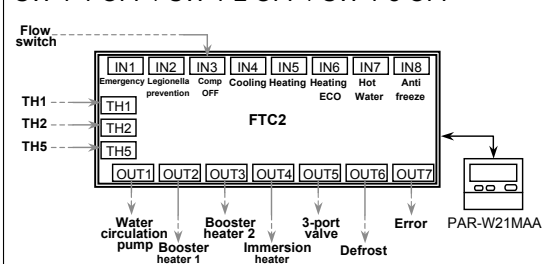 Flow
switch
IN1 IN2 IN3 IN4 IN5 IN6 IN7 IN8
Emergency Legionella prevention Comp OFF Cooling Heating Heating ECO Hot Water Anti freeze
TH1 TH1
TH2 TH2
FTC2
TH5 TH5
OUT1 OUT2 OUT3 OUT4 OUT5 OUT6 OUT7
PAR-W21MAA
Water circulation pump
Booster heater 1
Booster heater 2
Immersion heater
3-port valve
Defrost
Error